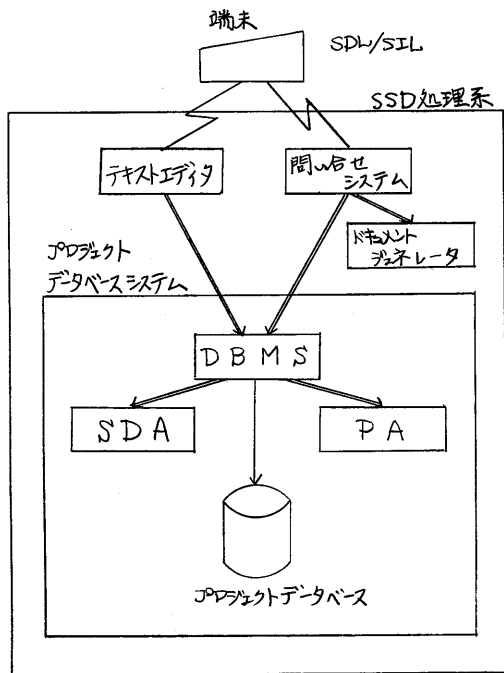 端末
SDL/SIL
SSD処理系
テキストエディタ
問い合せ
システム
ドキュメント
ジェネレータ
プロジェクト
データベースシステム
DBMS
SDA
PA
プロジェクトデータベース